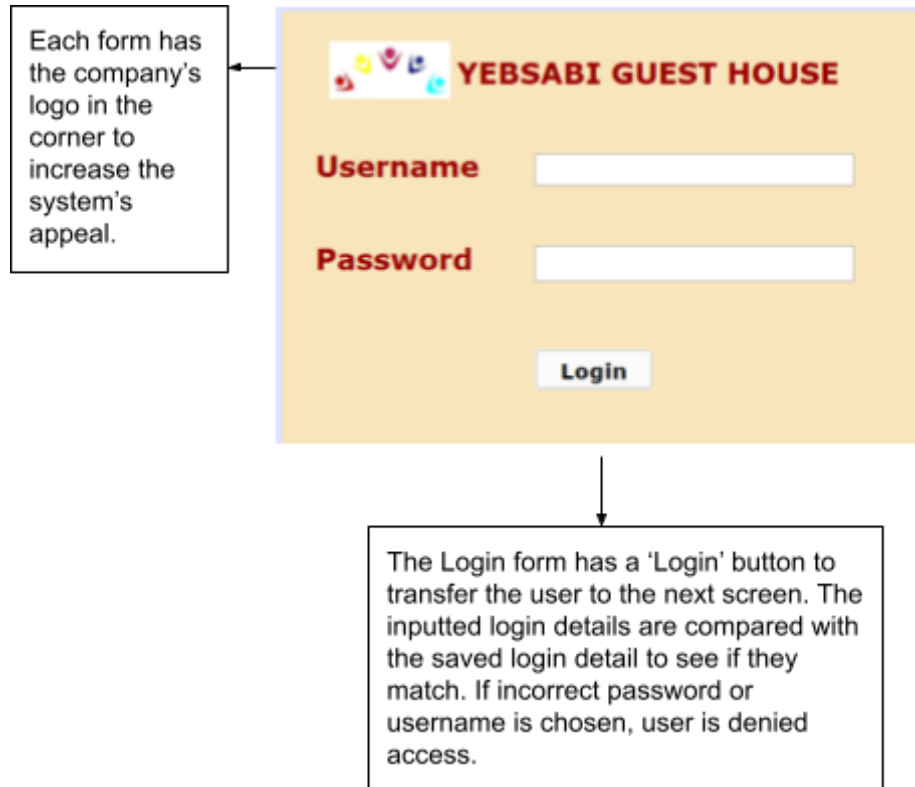 Each form has
the company's
logo in the
corner to
increase the
system's
appeal.
YEBSABI GUEST HOUSE
Username
Password
Login
The Login form has a ‘Login’ button to
transfer the user to the next screen. The
inputted login details are compared with
the saved login detail to see if they
match. If incorrect password or
username is chosen, user is denied
access.